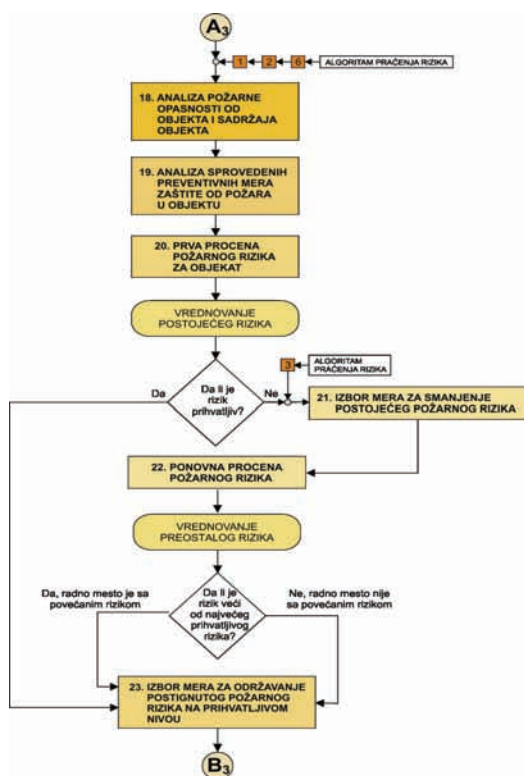 A3
1 2 6 ALGORITAM PRAĆENJA RIZIKA
18. ANALIZA POŽARNE
OPASNOSTI OD
OBJEKTA I SADRŽAJA
OBJEKTA
19. ANALIZA SPROVEDENIH
PREVENTIVNIH MERA
ZAŠTITE OD POŽARA
U OBJEKTU
20. PRVA PROCENA
POŽARNOG RIZIKA
ZA OBJEKAT
VREDNOVANJE
POSTOJEĆEG RIZIKA
3
ALGORITAM
PRAĆENJA RIZIKA
Da
Da li je
rizik
prihvatljiv?
Ne
21. IZBOR MERA ZA SMANJENJE
POSTOJEĆEG POŽARNOG RIZIKA
22. PONOVNA PROCENA
POŽARNOG RIZIKA
VREDNOVANJE
PREOSTALOG RIZIKA
Da, radno mesto je sa
povećanim rizikom
Da li je
rizik veći
od najvećeg
prihvatljivog
rizika?
Ne, radno mesto nije
sa povećanim rizikom
23. IZBOR MERA ZA ODRŽAVANJE
POSTIGNUTOG POŽARNOG
RIZIKA NA PRIHVATLJIVOM
NIVOU
B3